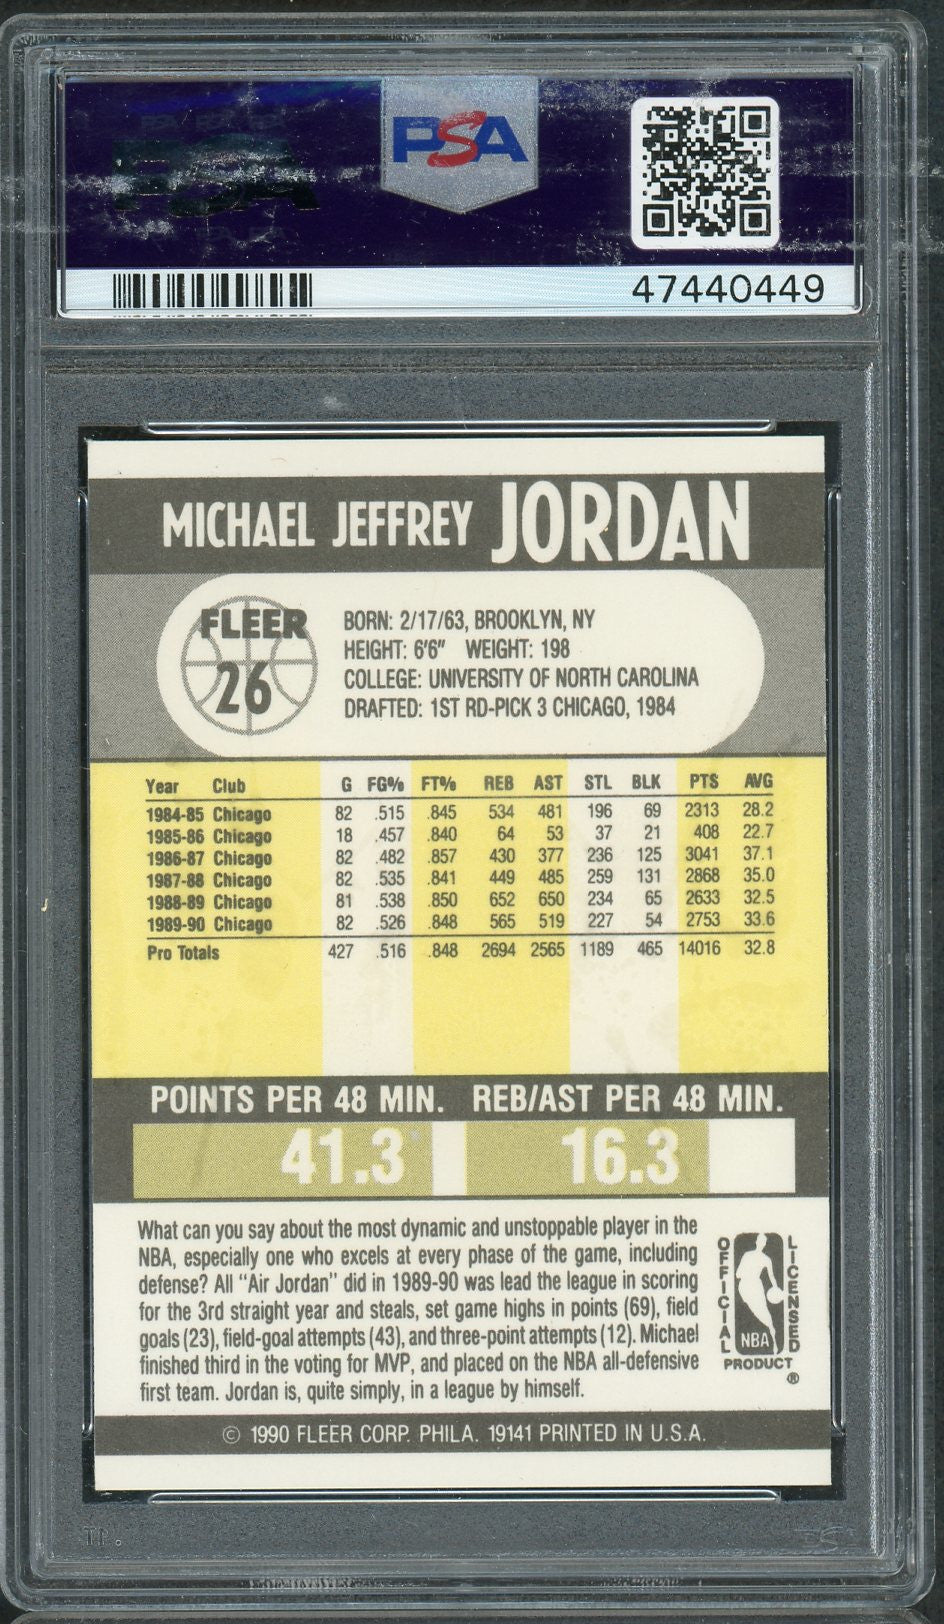 PSA
47440449
MICHAEL JEFFREY JORDAN
FLEER
26
BORN: 2/17/63, BROOKLYN, NY
HEIGHT: 6'6" WEIGHT: 198
COLLEGE: UNIVERSITY OF NORTH CAROLINA
DRAFTED: 1ST RD-PICK 3 CHICAGO, 1984
Year Club G FG% FT% REB AST STL BLK PTS AVG
1984-85 Chicago 82 .515 .845 534 481 196 69 2313 28.2
1985-86 Chicago 18 .457 .840 64 53 37 21 408 22.7
1986-87 Chicago 82 .482 .857 430 377 236 125 3041 37.1
1987-88 Chicago 82 .535 .841 449 485 259 131 2868 35.0
1988-89 Chicago 81 .538 .850 652 650 234 65 2633 32.5
1989-90 Chicago 82 .526 .848 565 519 227 54 2753 33.6
Pro Totals 427 .516 .848 2694 2565 1189 465 14016 32.8
POINTS PER 48 MIN. REB/AST PER 48 MIN.
41.3 16.3
What can you say about the most dynamic and unstoppable player in the
NBA, especially one who excels at every phase of the game, including
defense? All "Air Jordan" did in 1989-90 was lead the league in scoring
for the 3rd straight year and steals, set game highs in points (69), field
goals (23), field-goal attempts (43), and three-point attempts (12). Michael
finished third in the voting for MVP, and placed on the NBA all-defensive
first team. Jordan is, quite simply, in a league by himself.
OFFICIAL
LICENSED
NBA
PRODUCT
®
© 1990 FLEER CORP. PHILA. 19141 PRINTED IN U.S.A.